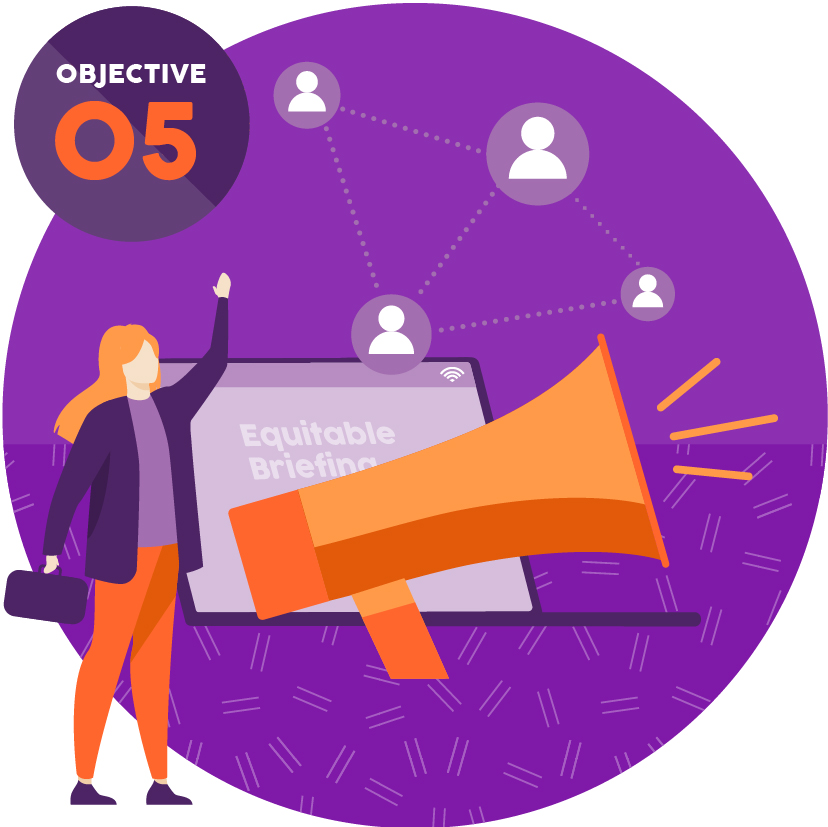 OBJECTIVE
05
Equitable
Briefing